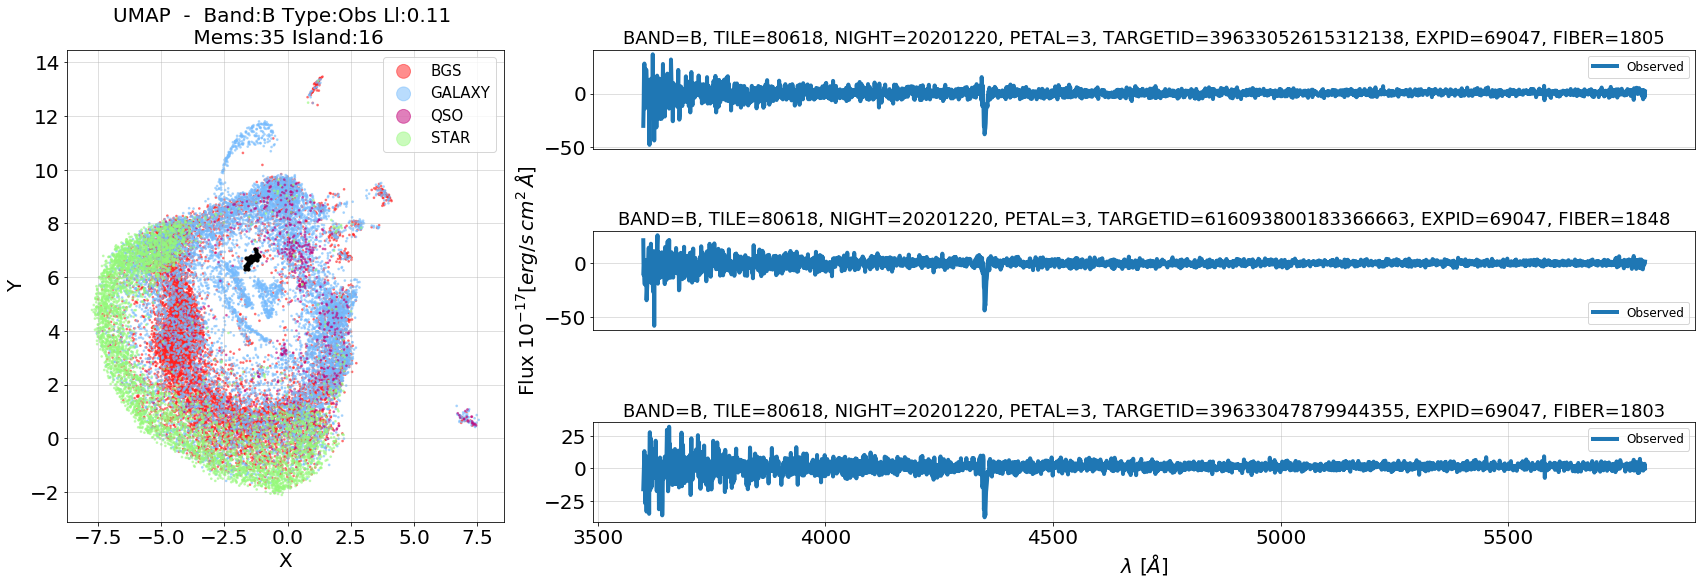 UMAP - Band:B Type:Obs Ll:0.11
Mems:35 Island:16
BGS
GALAXY
QSO
STAR
14
12
10
8
6
4
2
0
−2
Y
−7.5 −5.0 −2.5 0.0 2.5 5.0 7.5
X
Flux 10^{-17}[erg/s cm^2 Å]
BAND=B, TILE=80618, NIGHT=20201220, PETAL=3, TARGETID=39633052615312138, EXPID=69047, FIBER=1805
Observed
0
−50
BAND=B, TILE=80618, NIGHT=20201220, PETAL=3, TARGETID=616093800183366663, EXPID=69047, FIBER=1848
0
−50
Observed
BAND=B, TILE=80618, NIGHT=20201220, PETAL=3, TARGETID=39633047879944355, EXPID=69047, FIBER=1803
Observed
25
0
−25
3500 4000 4500 5000 5500
λ [Å]